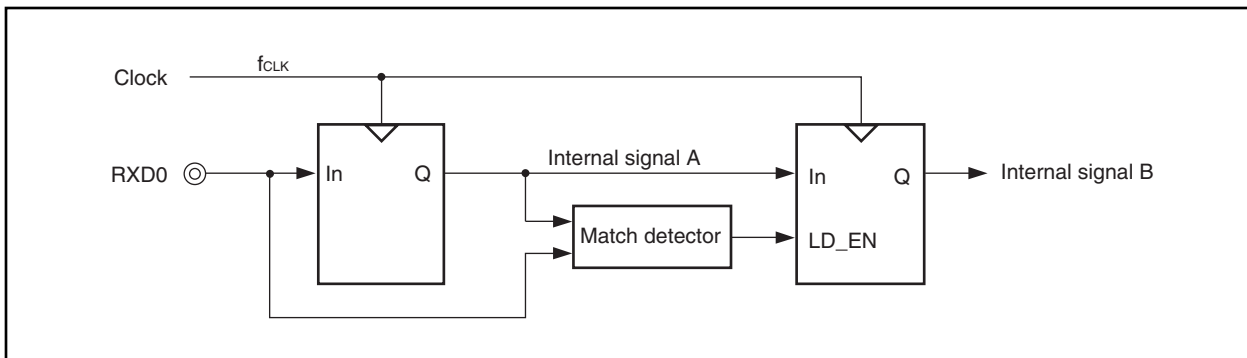 Clock
fCLK
RXD0
In
Q
Internal signal A
Match detector
In
Q
LD_EN
Internal signal B